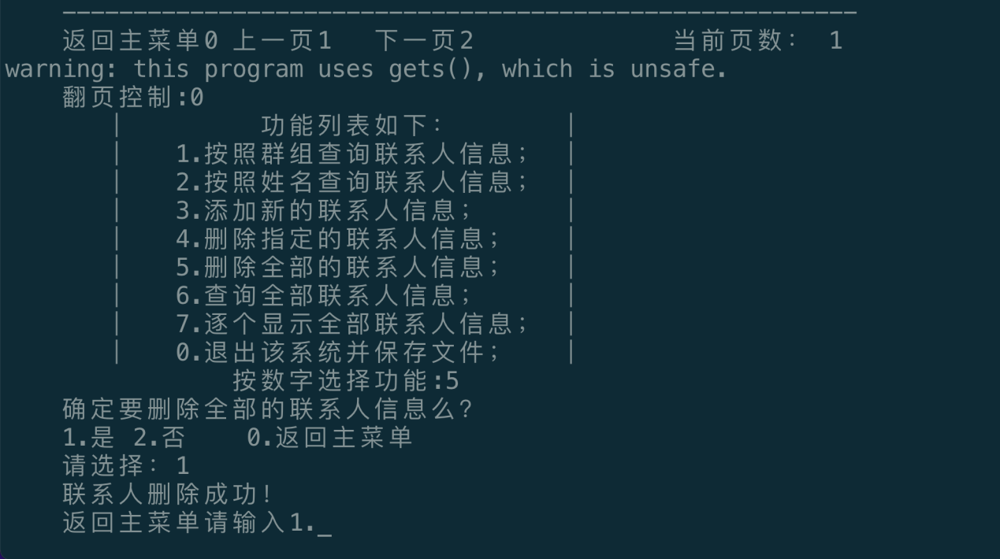 返回主菜单0 上一页1 下一页2 当前页数： 1
warning: this program uses gets(), which is unsafe.
翻页控制:0
| 功能列表如下： |
| 1.按照群组查询联系人信息； |
| 2.按照姓名查询联系人信息； |
| 3.添加新的联系人信息； |
| 4.删除指定的联系人信息； |
| 5.删除全部的联系人信息； |
| 6.查询全部联系人信息； |
| 7.逐个显示全部联系人信息； |
| 0.退出该系统并保存文件； |
按数字选择功能:5
确定要删除全部的联系人信息么？
1.是 2.否 0.返回主菜单
请选择： 1
联系人删除成功！
返回主菜单请输入1._